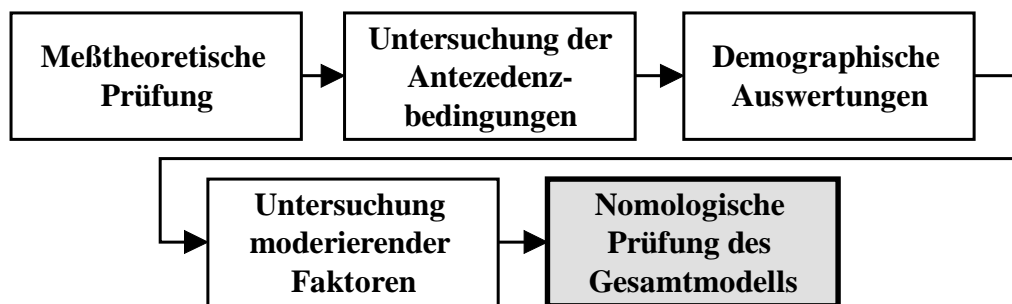 Meßtheoretische
Prüfung
Untersuchung der
Antezedenz-
bedingungen
Demographische
Auswertungen
Untersuchung
moderierender
Faktoren
Nomologische
Prüfung des
Gesamtmodells